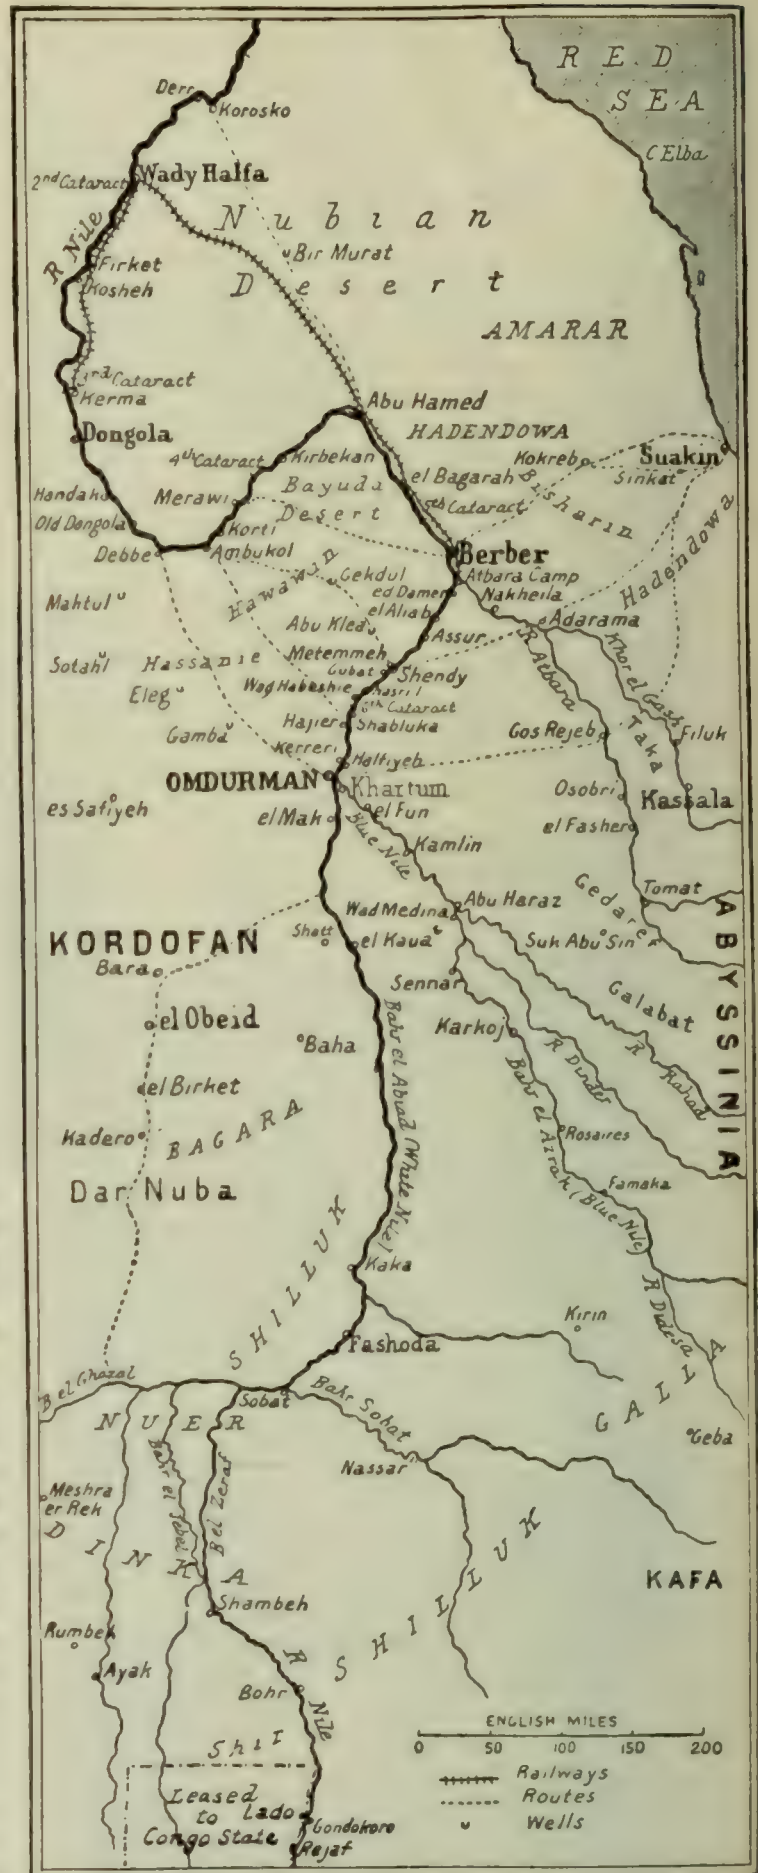 RED
SEA
Derr
Korosko
C Elba
2nd Cataract
Wady Halfa
Nubian
Desert
R Nile
Bir Murat
Firket
Kosheh
AMARAR
3rd Cataract
Kerma
Abu Hamed
Dongola
HADENDOWA
4th Cataract
Kirbekan
Kokreb
Suakin
Sinkat
el Bagarah
Bisharin
Bayuda
Desert
Merawi
5th Cataract
Handak
Old Dongola
Korti
Debbe
Ambukol
Berber
Hadendowa
Atbara Camp
Gekdul
ed Damer
Nakheila
Hawawin
Mahtul
el Aliab
Abu Klea
Adarama
Assur
R Atbara
Khor el Gash
Metemmeh
Sotahl
Hassanie
Gubat
Shendy
Eleg
Wad Habeshie
6th Cataract
Hajier
Shabluka
Gamba
Gos Rejeb
Taka
Filuk
Kerreri
Halfiyeh
OMDURMAN
Khartum
Osobri
Kassala
es Safiyeh
el Mak
el Fun
Blue Nile
el Fasher
Kamlin
Gedaref
Tomat
Wad Medina
Abu Haraz
ABYSSINIA
KORDOFAN
Shatt
el Kaua
Suk Abu Sin
Bara
Sennar
Galabat
el Obeid
Karkoj
Baha
Bahr el Abiad (White Nile)
R Dinder
R Rahad
el Birket
Kadero
BAGARA
Bahr el Azrak (Blue Nile)
Rosaires
Dar Nuba
Famaka
SHILLUK
Kaka
R Didesa
Kirin
Fashoda
GALLA
B el Ghazal
Sobat
Bahr Sobat
NUER
Geba
Nassar
Bahr el Jebel
B el Zeraf
Meshra
er Rek
DINKA
SHILLUK
KAFA
Shambeh
Rumbek
Ayak
R Nile
Bohr
ENGLISH MILES
0 50 100 150 200
Railways
Routes
Wells
Leased
to
Congo State
Lado
Gondokoro
Rejaf